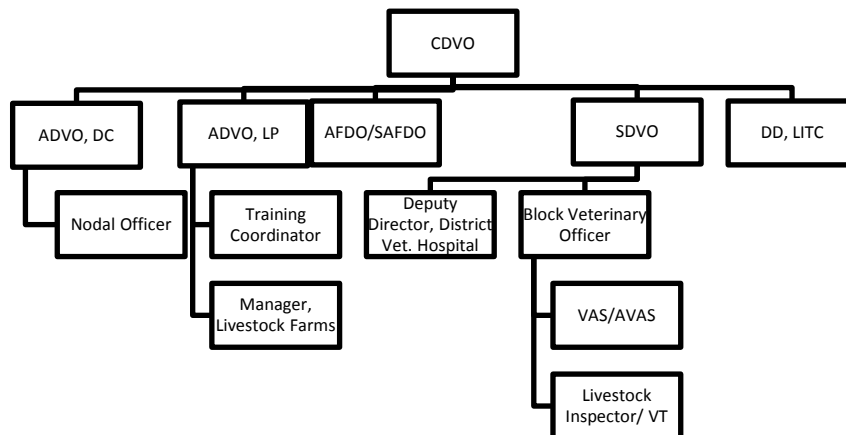 CDVO
ADVO, DC
ADVO, LP
AFDO/SAFDO
SDVO
DD, LITC
Nodal Officer
Training
Coordinator
Deputy
Director, District
Vet. Hospital
Block Veterinary
Officer
Manager,
Livestock Farms
VAS/AVAS
Livestock
Inspector/ VT